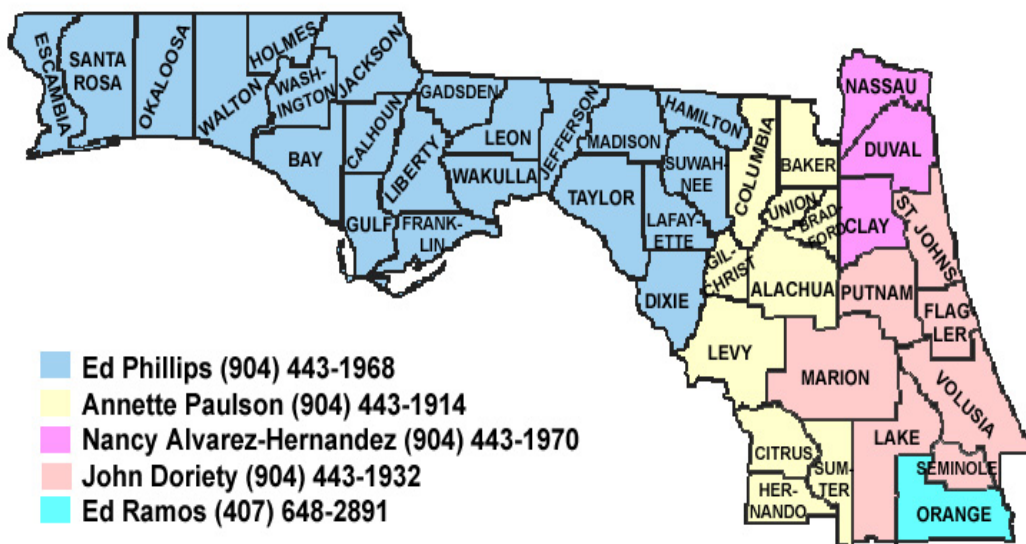 ESCAMBIA
SANTA
ROSA
OKALOOSA
WALTON
HOLMES
WASH-
INGTON
JACKSON
BAY
CALHOUN
GULF
LIBERTY
GADSDEN
FRANK-
LIN
LEON
WAKULLA
JEFFERSON
MADISON
TAYLOR
HAMILTON
SUWAH-
NEE
LAFAY-
ETTE
DIXIE
COLUMBIA
BAKER
UNION
BRAD-
FORD
GIL-
CHRIST
ALACHUA
LEVY
NASSAU
DUVAL
CLAY
ST. JOHNS
PUTNAM
FLAG-
LER
MARION
VOLUSIA
LAKE
SEMINOLE
ORANGE
CITRUS
SUM-
TER
HER-
NANDO
Ed Phillips (904) 443-1968
Annette Paulson (904) 443-1914
Nancy Alvarez-Hernandez (904) 443-1970
John Doriety (904) 443-1932
Ed Ramos (407) 648-2891